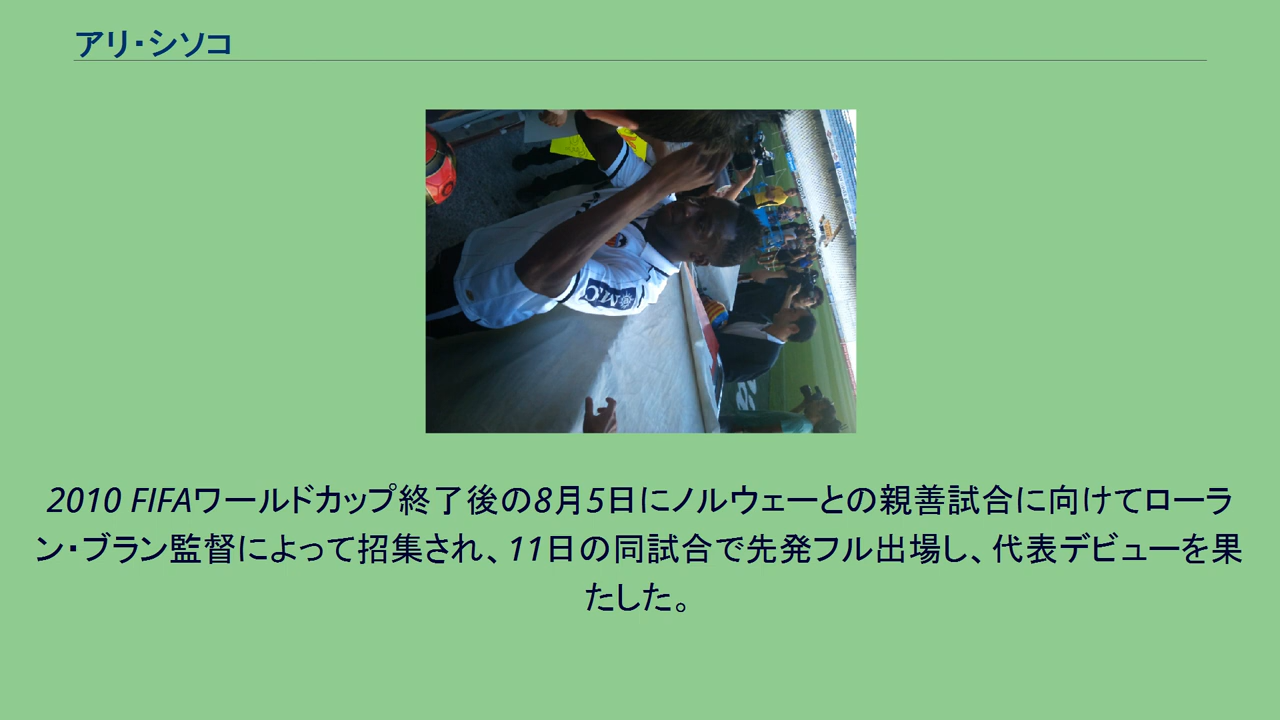 アリ・シソコ
2010 FIFAワールドカップ終了後の8月5日にノルウェーとの親善試合に向けてローラ
ン・ブラン監督によって招集され、11日の同試合で先発フル出場し、代表デビューを果
たした。